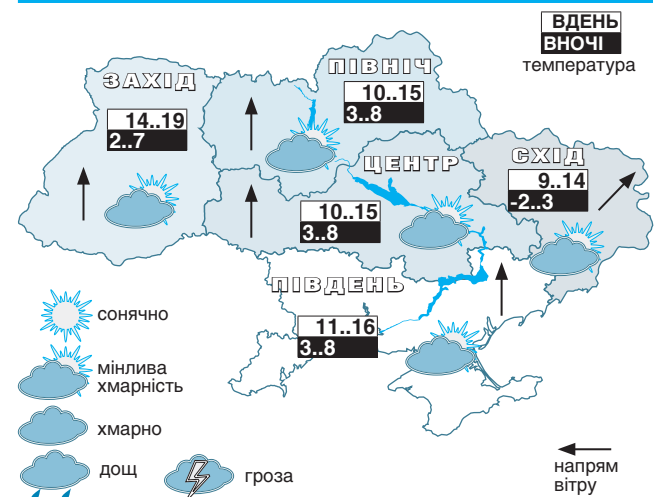 ВДЕНЬ
ВНОЧІ
температура
ПІВНІЧ
10..15
3..8
ЗАХІД
14..19
2..7
ЦЕНТР
10..15
3..8
СХІД
9..14
-2..3
ПІВДЕНЬ
11..16
3..8
сонячно
мінлива
хмарність
хмарно
дощ
гроза
напрям
вітру